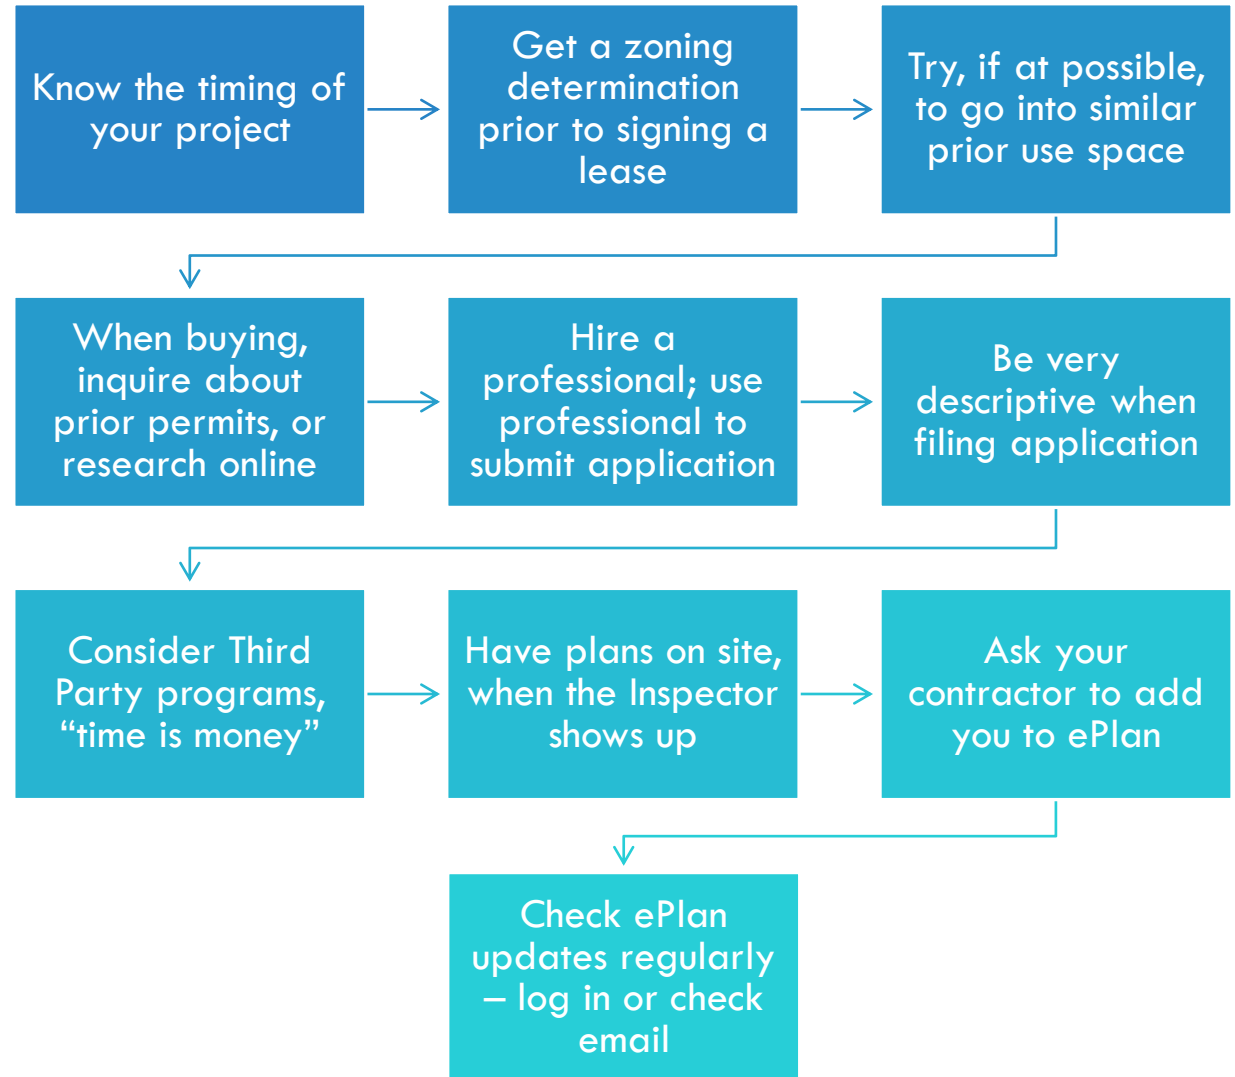 Know the timing of
your project
Get a zoning
determination
prior to signing a
lease
Try, if at possible,
to go into similar
prior use space
When buying,
inquire about
prior permits, or
research online
Hire a
professional; use
professional to
submit application
Be very
descriptive when
filing application
Consider Third
Party programs,
“time is money”
Have plans on site,
when the Inspector
shows up
Ask your
contractor to add
you to ePlan
Check ePlan
updates regularly
– log in or check
email